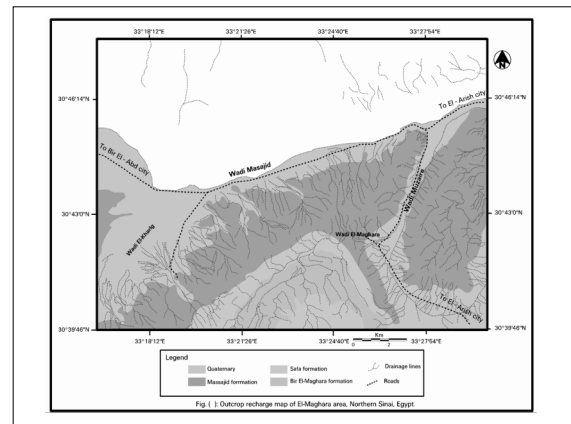 33°18'12"E 33°21'26"E 33°24'40"E 33°27'54"E
N
30°46'14"N 30°46'14"N
To El - Arish city
To Bir El - Abd city
Wadi Masajid
Wadi Mizera
30°43'0"N 30°43'0"N
Wadi El-Kharig
Wadi El-Maghara
To El - Arish city
30°39'46"N 30°39'46"N
33°18'12"E 33°21'26"E 33°24'40"E 33°27'54"E
Km
0 2
Legend
Quaternary Safa formation Drainage lines
Massajid formation Bir El-Maghara formation Roads
Fig. ( ): Outcrop recharge map of El-Maghara area, Northern Sinai, Egypt.